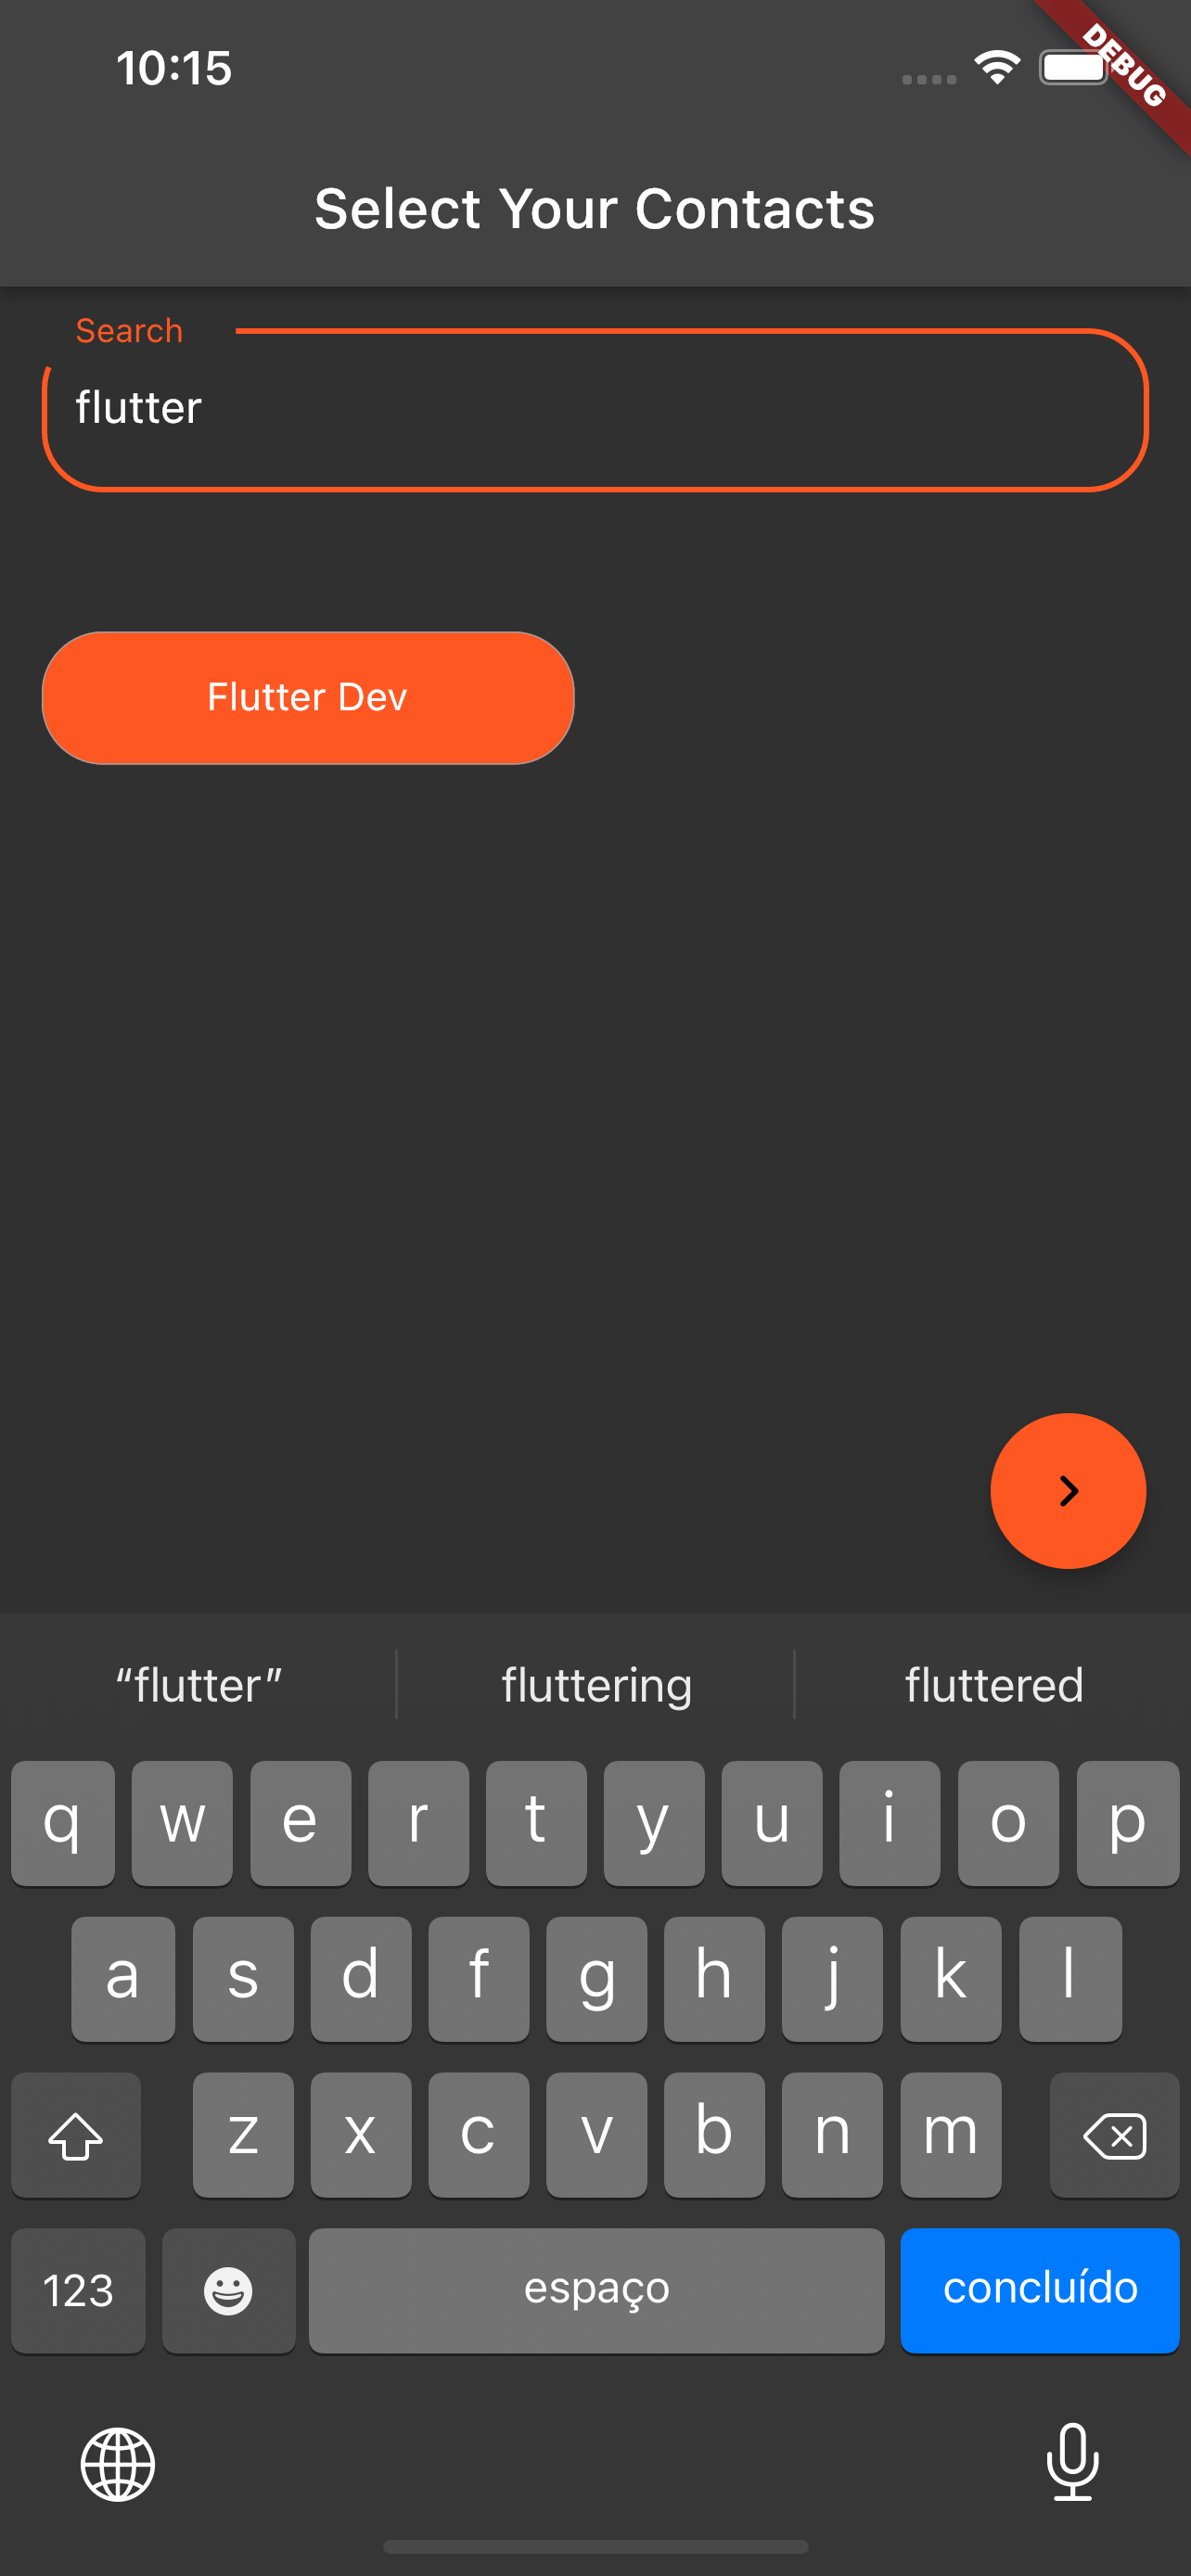 10:15
DEBUG
Select Your Contacts
Search
flutter
Flutter Dev
“flutter” fluttering fluttered
q w e r t y u i o p
a s d f g h j k l
z x c v b n m
123 espaço concluído